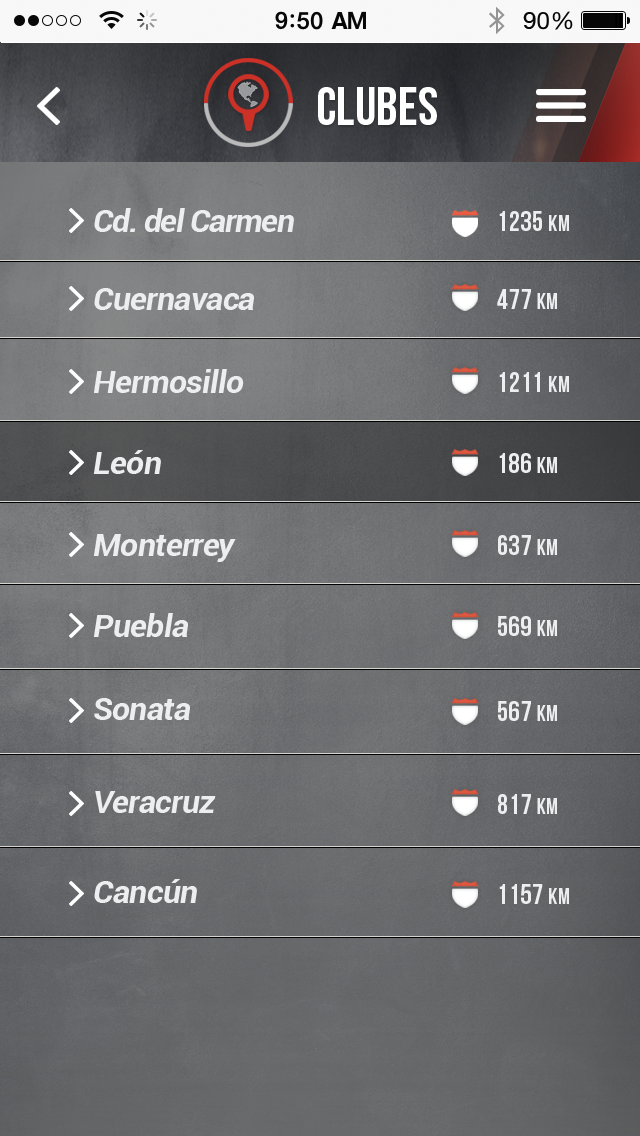 9:50 AM 90%
CLUBES
Cd. del Carmen 1235 KM
Cuernavaca 477 KM
Hermosillo 1211 KM
León 186 KM
Monterrey 637 KM
Puebla 569 KM
Sonata 567 KM
Veracruz 817 KM
Cancún 1157 KM